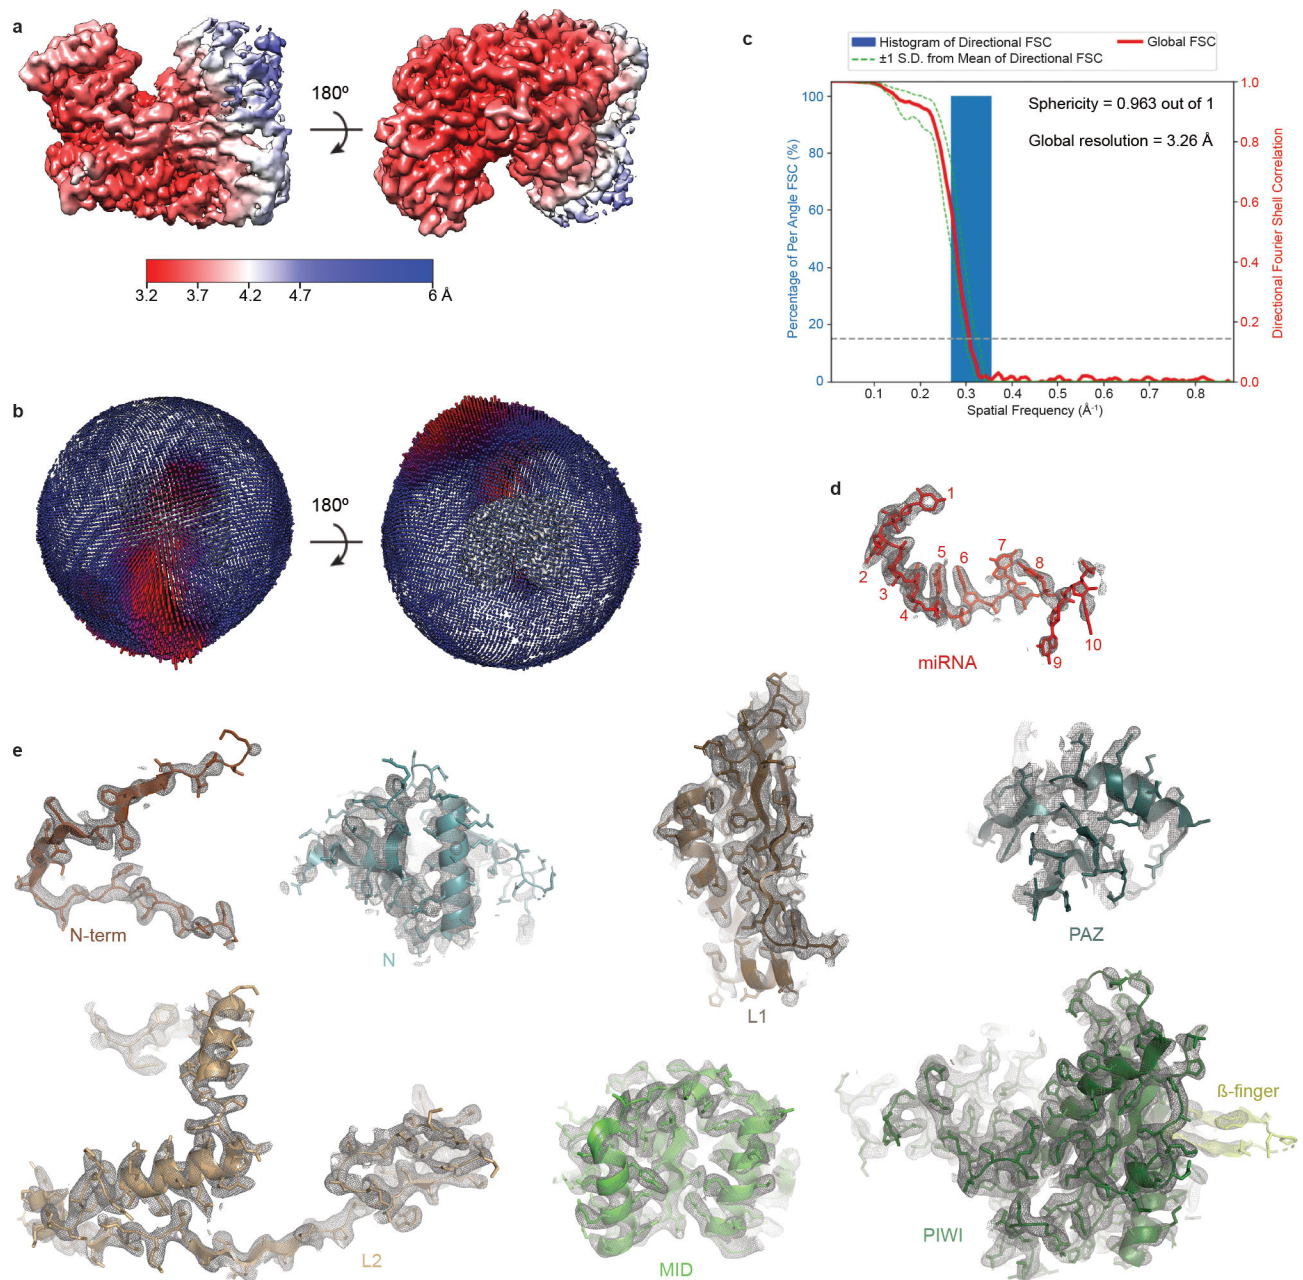 a
180º
3.2 3.7 4.2 4.7 6 Å
b
180º
c
Histogram of Directional FSC
Global FSC
±1 S.D. from Mean of Directional FSC
Sphericity = 0.963 out of 1
Global resolution = 3.26 Å
Percentage of Per Angle FSC (%)
100
80
60
40
20
0
1.0
0.8
0.6
0.4
0.2
0.0
Directional Fourier Shell Correlation
0.1 0.2 0.3 0.4 0.5 0.6 0.7 0.8
Spatial Frequency (Å-1)
d
1
2
3
4
5
6
7
8
9
10
miRNA
e
N-term
N
L1
PAZ
L2
MID
PIWI
ß-finger